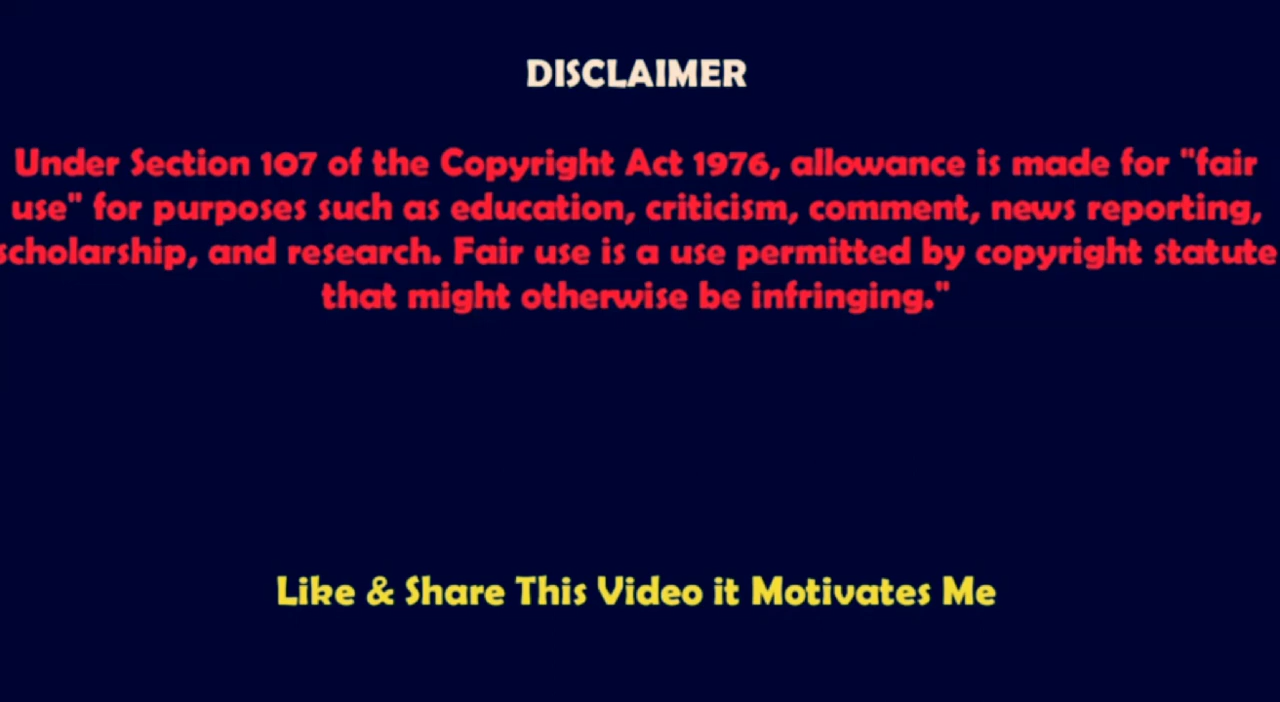 DISCLAIMER
Under Section 107 of the Copyright Act 1976, allowance is made for "fair
use" for purposes such as education, criticism, comment, news reporting,
scholarship, and research. Fair use is a use permitted by copyright statute
that might otherwise be infringing."
Like & Share This Video it Motivates Me